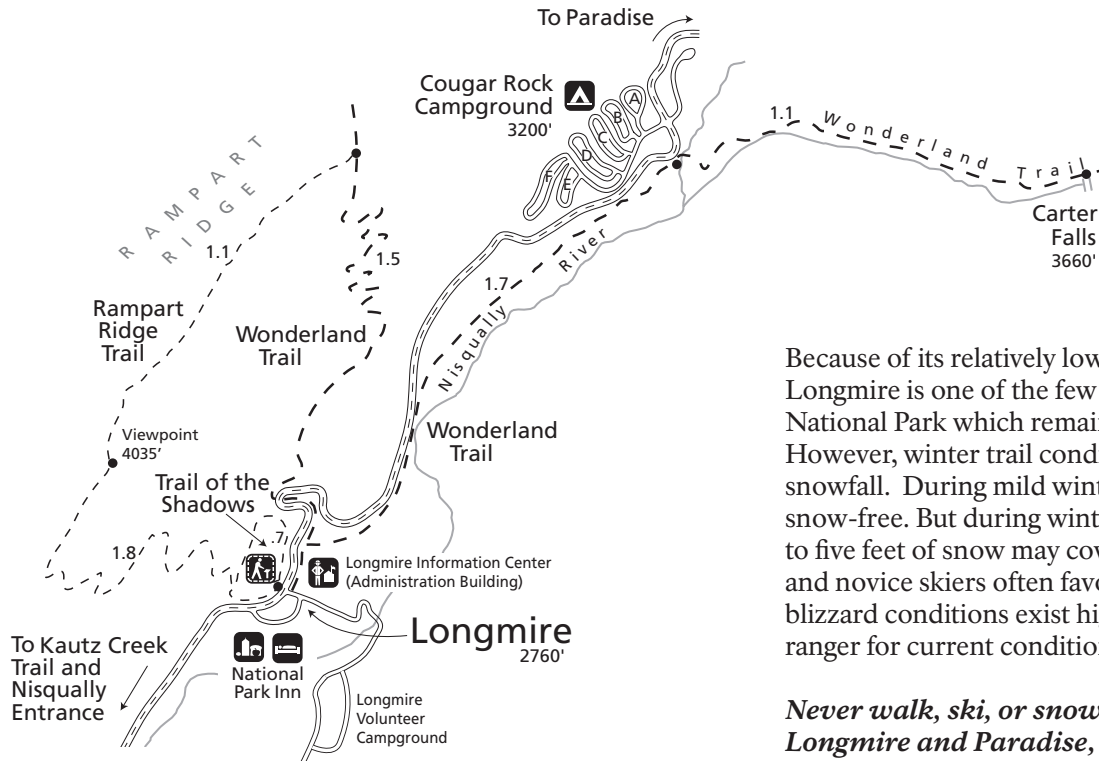 To Paradise
Cougar Rock
Campground
3200'
A
B
C
D
E
F
1.1
Wonderland Trail
Carter
Falls
3660'
RAMPART
RIDGE
1.1
1.5
1.7
Nisqually River
Rampart
Ridge
Trail
Wonderland
Trail
Viewpoint
4035’
Wonderland
Trail
Trail of the
Shadows
.7
1.8
Longmire Information Center
(Administration Building)
Longmire
2760'
To Kautz Creek
Trail and
Nisqually
Entrance
National
Park Inn
Longmire
Volunteer
Campground
Because of its relatively low
Longmire is one of the few
National Park which remain
However, winter trail condi
snowfall.  During mild wint
snow-free. But during wint
to five feet of snow may cov
and novice skiers often favo
blizzard conditions exist hi
ranger for current condition
Never walk, ski, or snow
Longmire and Paradise,